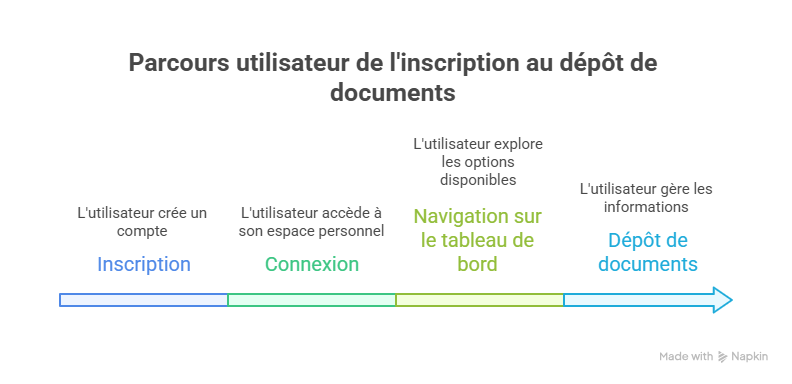 Parcours utilisateur de l'inscription au dépôt de
documents
L'utilisateur crée un
compte
Inscription
L'utilisateur accède à
son espace personnel
Connexion
L'utilisateur explore
les options
disponibles
Navigation sur
le tableau de
bord
L'utilisateur gère les
informations
Dépôt de
documents
Made with Napkin